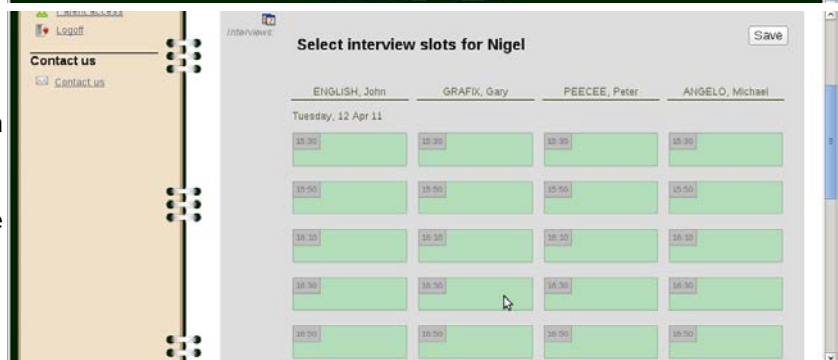 Parent access
Logoff
Contact us
Contact us
Interviews:
Select interview slots for Nigel
Save
ENGLISH, John
GRAFIX, Gary
PEECEE, Peter
ANGELO, Michael
Tuesday, 12 Apr 11
15:30 15:30 15:30 15:30
15:50 15:50 15:50 15:50
16:10 16:10 16:10 16:10
16:30 16:30 16:30 16:30
16:50 16:50 16:50 16:50